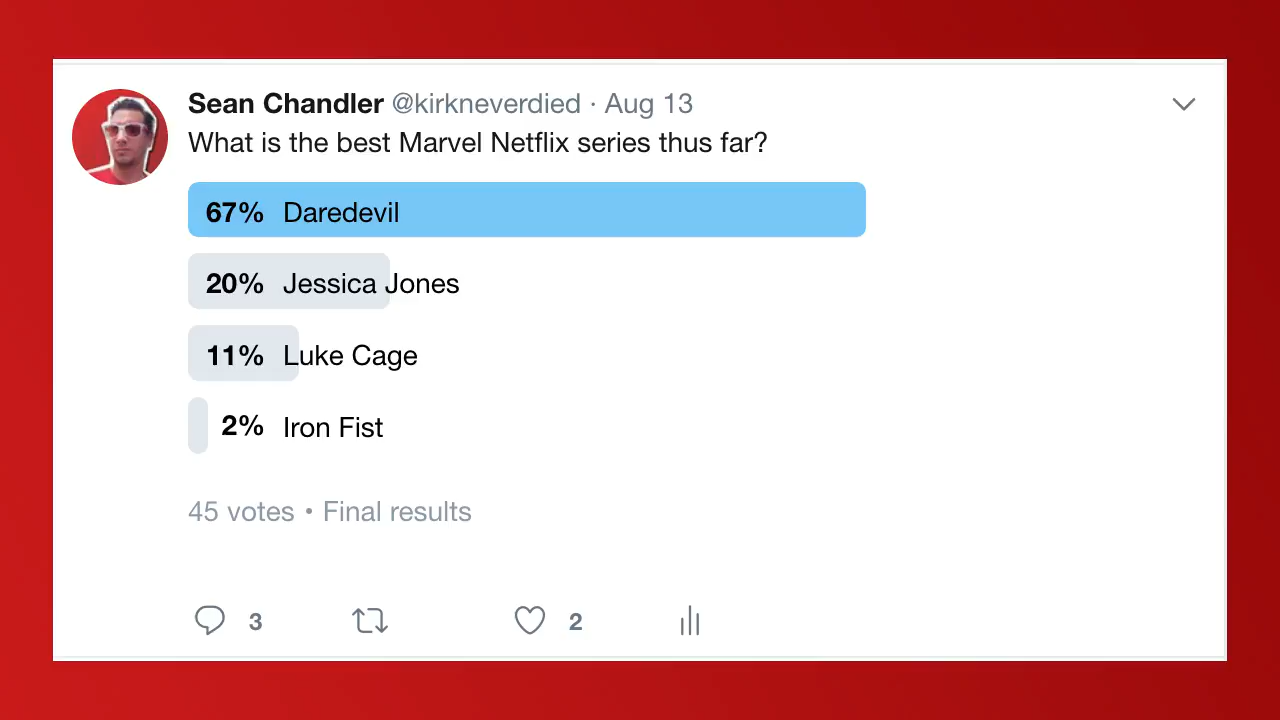 Sean Chandler @kirkneverdied · Aug 13
What is the best Marvel Netflix series thus far?
67% Daredevil
20% Jessica Jones
11% Luke Cage
2% Iron Fist
45 votes • Final results
3 2